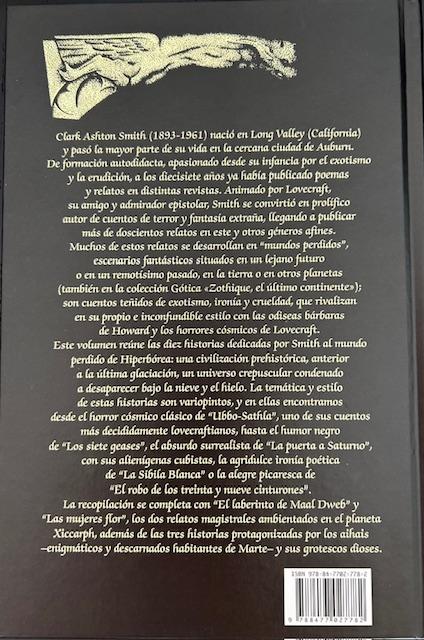 Clark Ashton Smith (1893-1961) nació en Long Valley (California)
y pasó la mayor parte de su vida en la cercana ciudad de Auburn.
De formación autodidacta, apasionado desde su infancia por el exotismo
y la erudición, a los diecisiete años ya había publicado poemas
y relatos en distintas revistas. Animado por Lovecraft,
su amigo y admirador epistolar, Smith se convirtió en prolífico
autor de cuentos de terror y fantasía extraña, llegando a publicar
más de doscientos relatos en este y otros géneros afines.
Muchos de estos relatos se desarrollan en "mundos perdidos",
escenarios fantásticos situados en un lejano futuro
o en un remotísimo pasado, en la tierra o en otros planetas
(también en la colección Gótica «Zothique, el último continente»);
son cuentos teñidos de exotismo, ironía y crueldad, que rivalizan
en su propio e inconfundible estilo con las odiseas bárbaras
de Howard y los horrores cósmicos de Lovecraft.
Este volumen reúne las diez historias dedicadas por Smith al mundo
perdido de Hiperbórea: una civilización prehistórica, anterior
a la última glaciación, un universo crepuscular condenado
a desaparecer bajo la nieve y el hielo. La temática y estilo
de estas historias son variopintos, y en ellas encontramos
desde el horror cósmico clásico de "Ubbo-Sathla", uno de sus cuentos
más decididamente lovecraftianos, hasta el humor negro
de "Los siete geases", el absurdo surrealista de "La puerta a Saturno",
con sus alienígenas cubistas, la agridulce ironía poética
de "La Sibila Blanca" o la alegre picaresca de
"El robo de los treinta y nueve cinturones".
La recopilación se completa con "El laberinto de Maal Dweb" y
"Las mujeres flor", los dos relatos magistrales ambientados en el planeta
Xiccarph, además de las tres historias protagonizadas por los aihais
–enigmáticos y descarnados habitantes de Marte– y sus grotescos dioses.
ISBN 978-84-7702-778-2
9 788477 027782